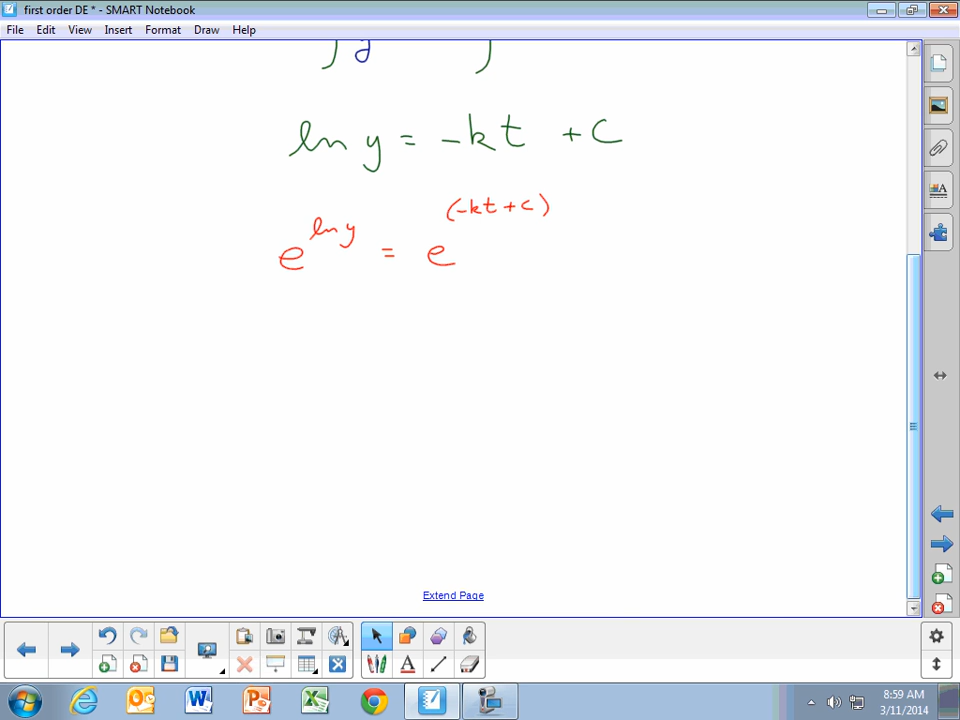 first order DE * - SMART Notebook
File Edit View Insert Format Draw Help
∫ y ∫
ln y = -kt + C
e^{ln y} = e^{(-kt + c)}
Extend Page
8:59 AM
3/11/2014